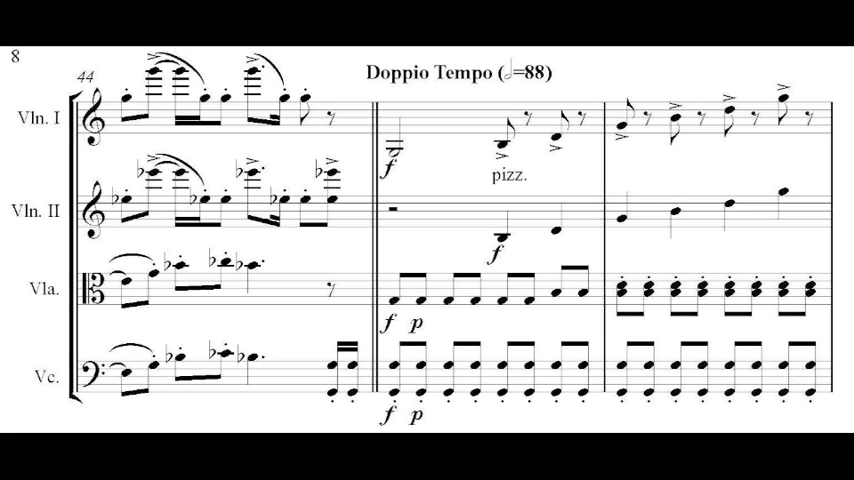 8
44
Doppio Tempo (𝅗𝅥=88)
Vln. I
f
pizz.
Vln. II
f
Vla.
f p
Vc.
f p